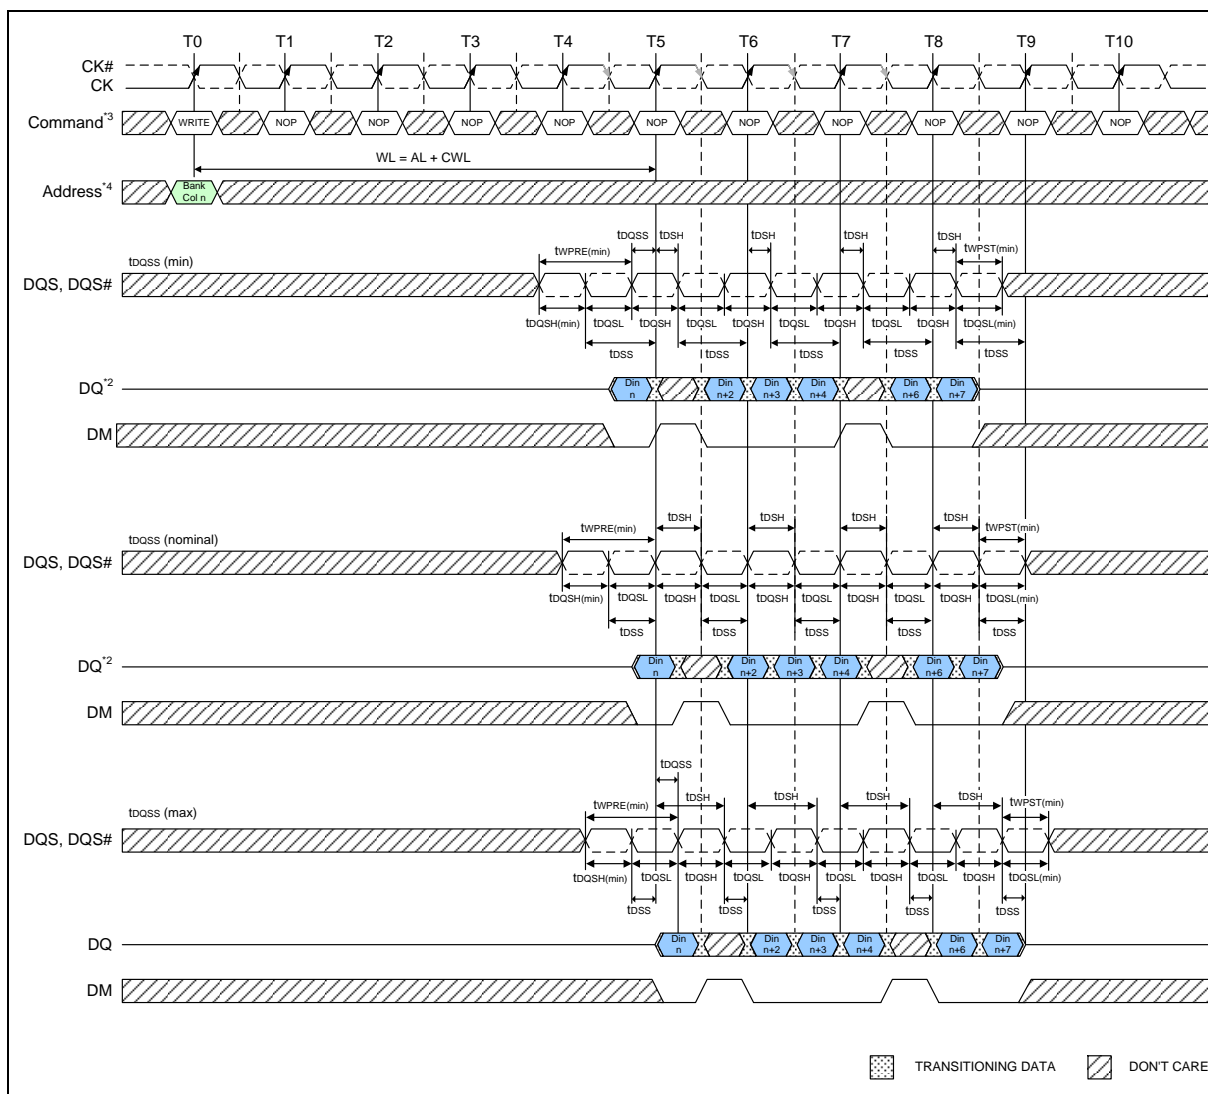 T0 T1 T2 T3 T4 T5 T6 T7 T8 T9 T10
CK#
CK
Command*3 WRITE NOP NOP NOP NOP NOP NOP NOP NOP NOP NOP
WL = AL + CWL
Address*4 Bank Col n
tDQSS tDSH tDSH tDSH tDSH
tDQSS (min) tWPRE(min) tWPST(min)
DQS, DQS#
tDQSH(min) tDQSL tDQSH tDQSL tDQSH tDQSL tDQSH tDQSL tDQSH tDQSL(min)
tDSS tDSS tDSS tDSS tDSS
DQ*2 Din n Din n+2 Din n+3 Din n+4 Din n+6 Din n+7
DM
tWPRE(min) tDSH tDSH tDSH tDSH tWPST(min)
tDQSS (nominal)
DQS, DQS#
tDQSH(min) tDQSL tDQSH tDQSL tDQSH tDQSL tDQSH tDQSL tDQSH tDQSL(min)
tDSS tDSS tDSS tDSS tDSS
DQ*2 Din n Din n+2 Din n+3 Din n+4 Din n+6 Din n+7
DM
tDQSS
tDQSS (max) tWPRE(min) tDSH tDSH tDSH tDSH tWPST(min)
DQS, DQS#
tDQSH(min) tDQSL tDQSH tDQSL tDQSH tDQSL tDQSH tDQSL tDQSH tDQSL(min)
tDSS tDSS tDSS tDSS tDSS
DQ Din n Din n+2 Din n+3 Din n+4 Din n+6 Din n+7
DM
TRANSITIONING DATA DON'T CARE